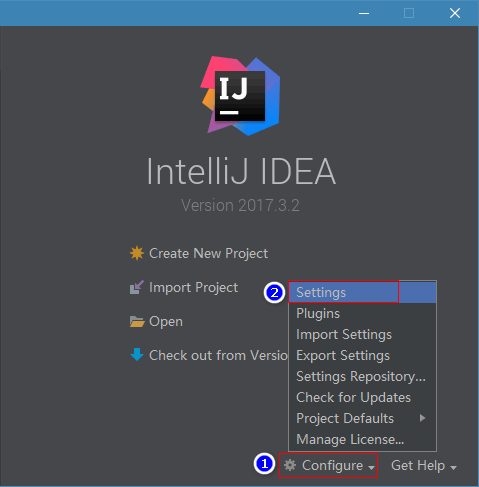 IJ
IntelliJ IDEA
Version 2017.3.2
Create New Project
Import Project
Open
Check out from Versio
2 Settings
Plugins
Import Settings
Export Settings
Settings Repository...
Check for Updates
Project Defaults
Manage License...
1 Configure Get Help